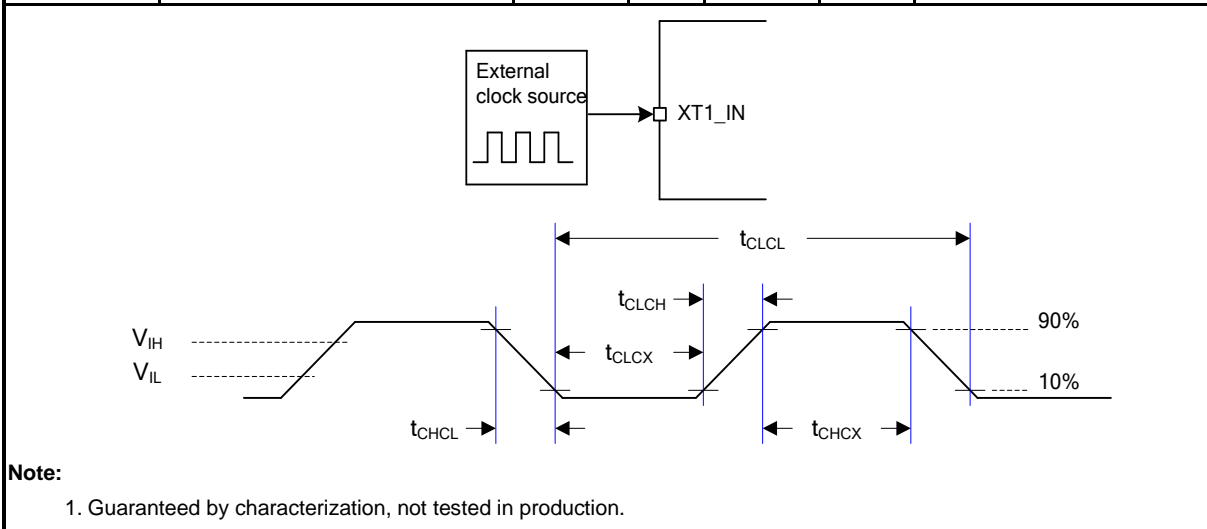 External
clock source
XT1_IN
tCLCL
tCLCH
90%
VIH
tCLCX
VIL
10%
tCHCL
tCHCX
Note:
1. Guaranteed by characterization, not tested in production.